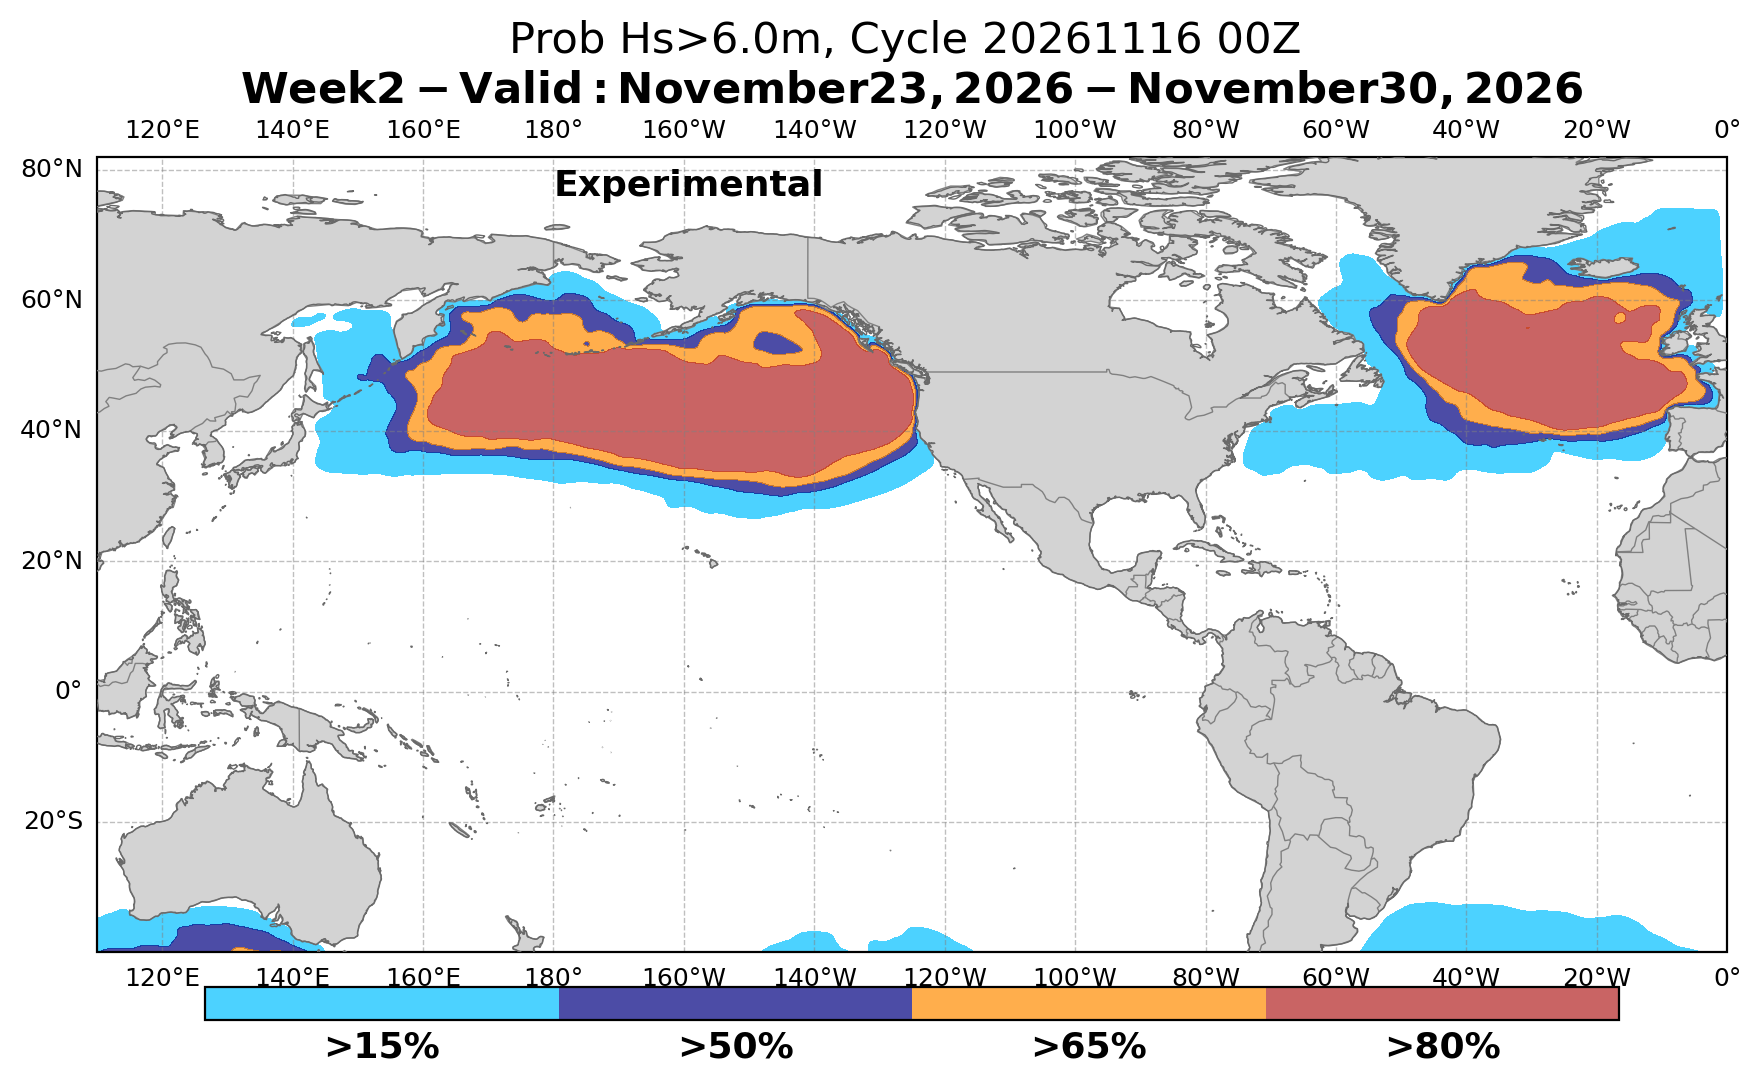 Prob Hs>6.0m, Cycle 20261116 00Z
Week2 − Valid : November23, 2026 − November30, 2026
120°E 140°E 160°E 180° 160°W 140°W 120°W 100°W 80°W 60°W 40°W 20°W 0°
80°N
Experimental
60°N
40°N
20°N
0°
20°S
120°E 140°E 160°E 180° 160°W 140°W 120°W 100°W 80°W 60°W 40°W 20°W 0°
>15% >50% >65% >80%